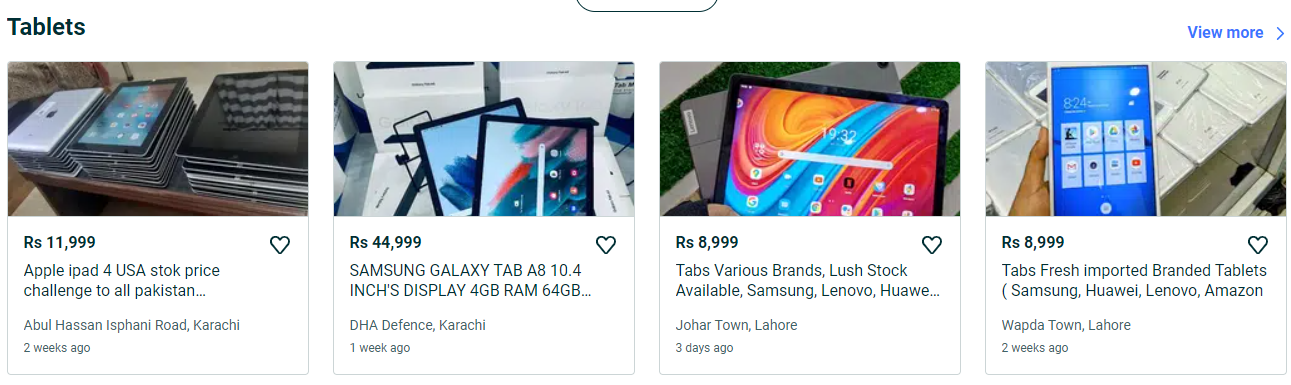 Tablets
View more
Rs 11,999
Apple ipad 4 USA stok price
challenge to all pakistan...
Abul Hassan Isphani Road, Karachi
2 weeks ago
Rs 44,999
SAMSUNG GALAXY TAB A8 10.4
INCH'S DISPLAY 4GB RAM 64GB...
DHA Defence, Karachi
1 week ago
19:32
Rs 8,999
Tabs Various Brands, Lush Stock
Available, Samsung, Lenovo, Huawe...
Johar Town, Lahore
3 days ago
8:24
Rs 8,999
Tabs Fresh imported Branded Tablets
( Samsung, Huawei, Lenovo, Amazon
Wapda Town, Lahore
2 weeks ago